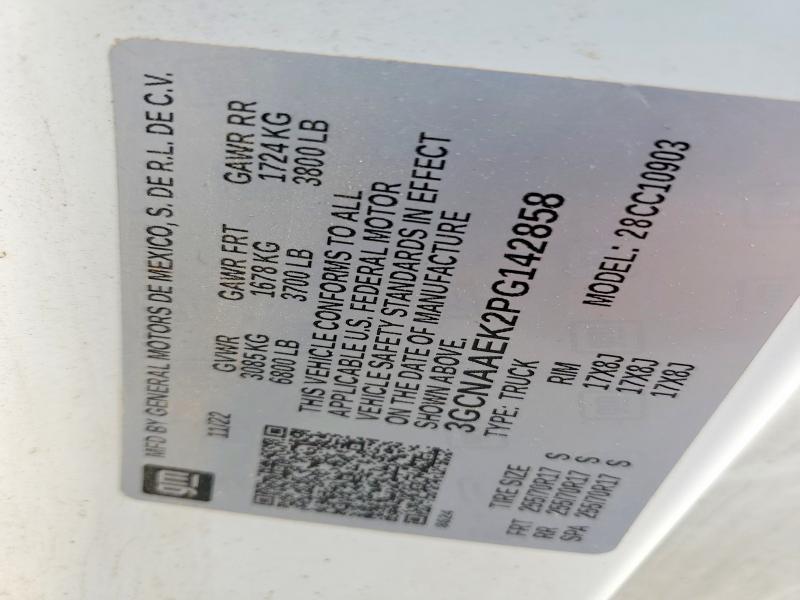 gm
MFD BY GENERAL MOTORS DE MEXICO, S. DE R.L. DE C.V.
11/22 GVWR GAWR FRT GAWR RR
3085 KG 1678 KG 1724 KG
6800 LB 3700 LB 3800 LB
THIS VEHICLE CONFORMS TO ALL
APPLICABLE U.S. FEDERAL MOTOR
VEHICLE SAFETY STANDARDS IN EFFECT
ON THE DATE OF MANUFACTURE
SHOWN ABOVE.
3GCNAAEK2PG142858
TYPE: TRUCK
MODEL: 28CC10903
TIRE SIZE RIM
FRT 255/70R17 S 17X8J
RR 255/70R17 S 17X8J
SPA 265/70R17 S 17X8J